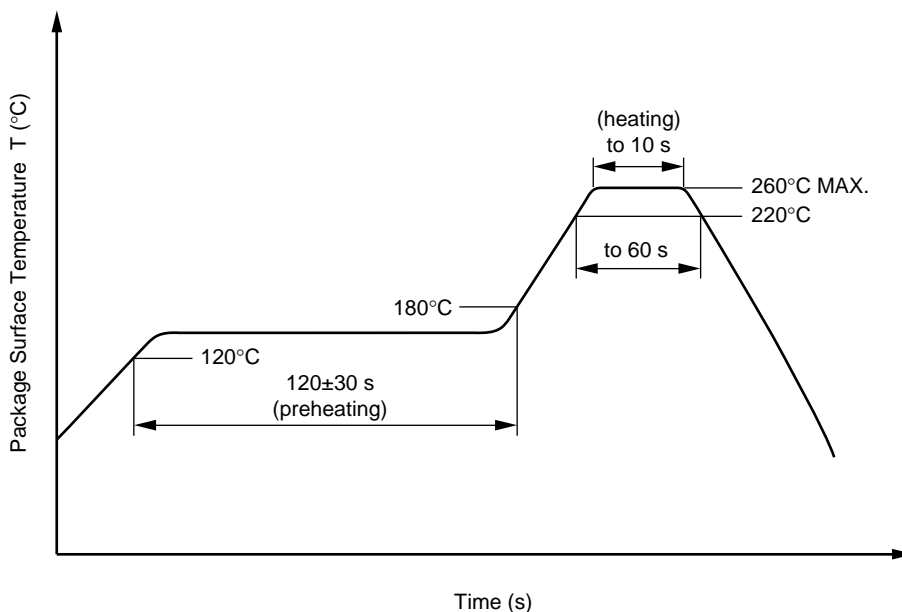 Package Surface Temperature T (°C)
(heating)
to 10 s
260°C MAX.
220°C
to 60 s
180°C
120°C
120±30 s
(preheating)
Time (s)